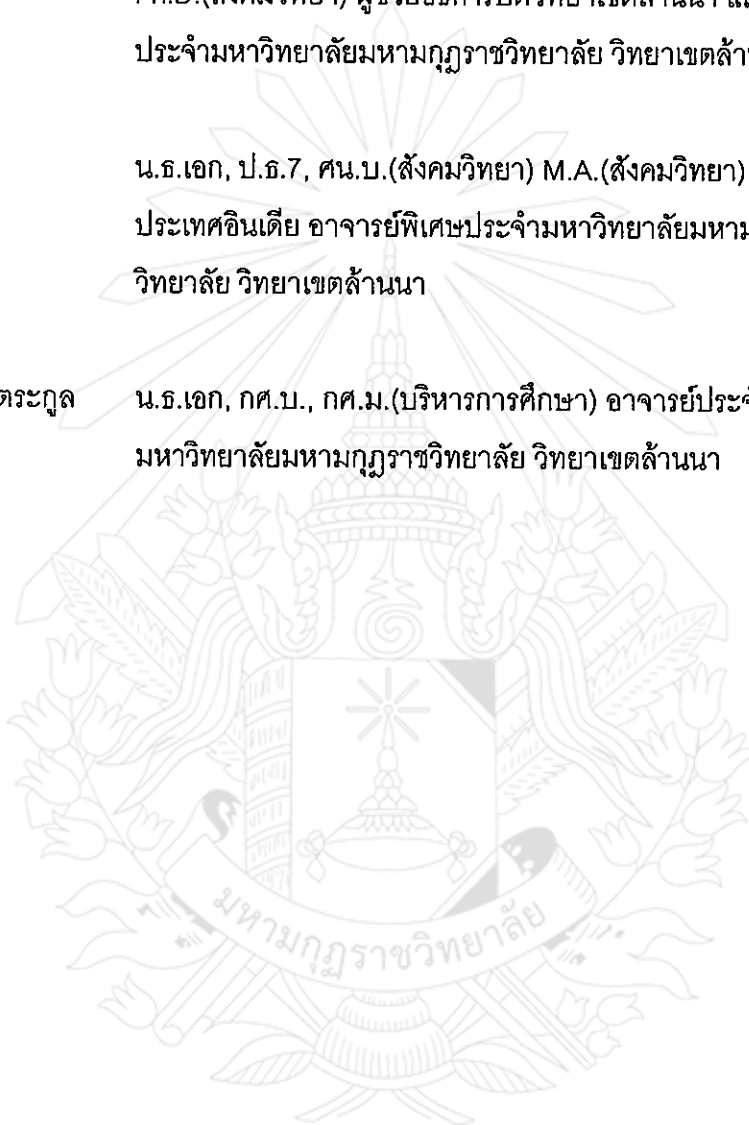 ประจำมหาวิทยาลัยมหามกุฏราชวิทยาลัย วิทยาเขตล้าน
น.ธ.เอก, ป.ธ.7, ศน.บ.(สังคมวิทยา) M.A.(สังคมวิทยา)
ประเทศอินเดีย อาจารย์พิเศษประจำมหาวิทยาลัยมหาม
วิทยาลัย วิทยาเขตล้านนา
ตระกูล น.ธ.เอก, กศ.บ., กศ.ม.(บริหารการศึกษา) อาจารย์ประจ
มหาวิทยาลัยมหามกุฏราชวิทยาลัย วิทยาเขตล้านนา
มหามกุฏราชวิทยาลัย